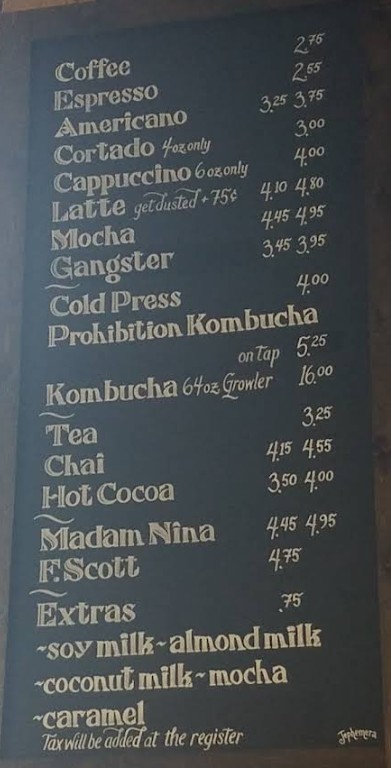 Coffee 2.75
Espresso 2.55
Americano 3.25 3.75
Cortado 4oz only 3.00
Cappuccino 6oz only 4.00
Latte get dusted + 75¢ 4.10 4.80
Mocha 4.45 4.95
Gangster 3.45 3.95
~
Cold Press 4.00
Prohibition Kombucha
on tap 5.25
Kombucha 64oz Growler 16.00
~
Tea 3.25
Chai 4.15 4.55
Hot Cocoa 3.50 4.00
~
Madam Nina 4.45 4.95
F. Scott 4.75
~
Extras .75
~soy milk~almond milk
~coconut milk~mocha
~caramel
Tax will be added at the register
Jephemera